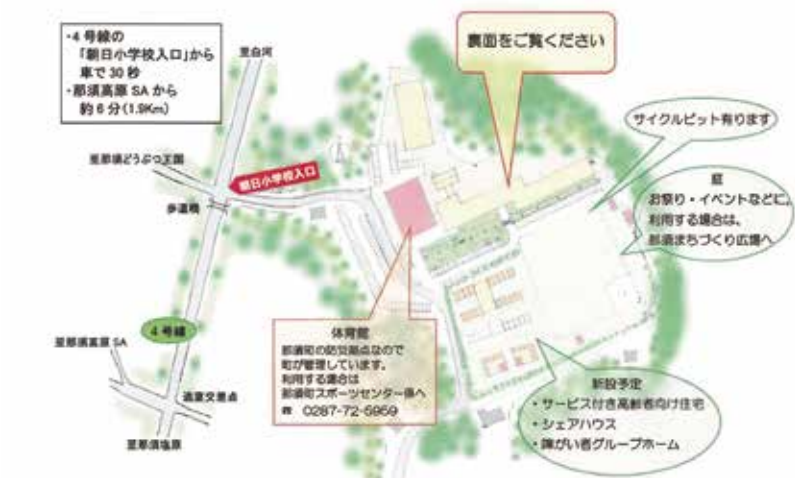 ・4号線の
「朝日小学校入口」から
車で30秒
・那須高原SAから
約6分(1.9Km)
至白河
裏面をご覧ください
サイクルピット有ります
至那須どうぶつ王国
朝日小学校入口
歩道橋
庭
お祭り・イベントなどに、
利用する場合は、
那須まちづくり広場へ
4号線
至那須高原SA
体育館
那須町の防災拠点なので
町が管理しています。
利用する場合は
那須町スポーツセンター係へ
☎ 0287-72-5959
交差点
至那須塩原
新設予定
・サービス付き高齢者向け住宅
・シェアハウス
・障がい者グループホーム